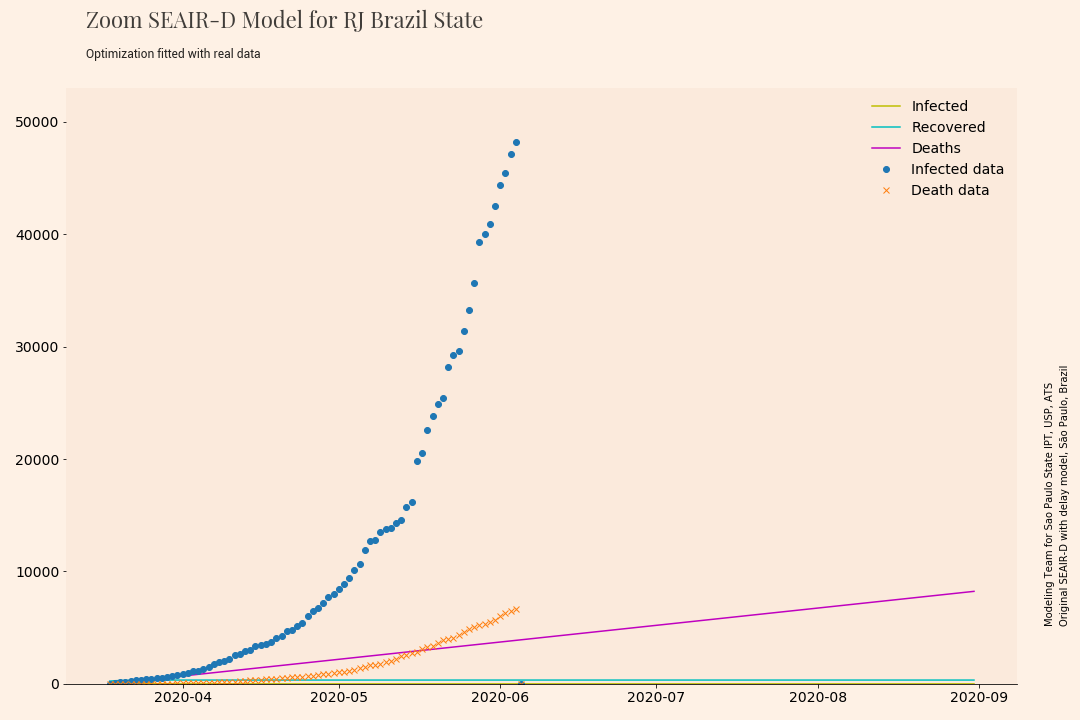 Zoom SEAIR-D Model for RJ Brazil State
Optimization fitted with real data
Infected
Recovered
Deaths
Infected data
Death data
50000
40000
30000
20000
10000
0
2020-04
2020-05
2020-06
2020-07
2020-08
2020-09
Modeling Team for Sao Paulo State IPT, USP, ATS
Original SEAIR-D with delay model, São Paulo, Brazil